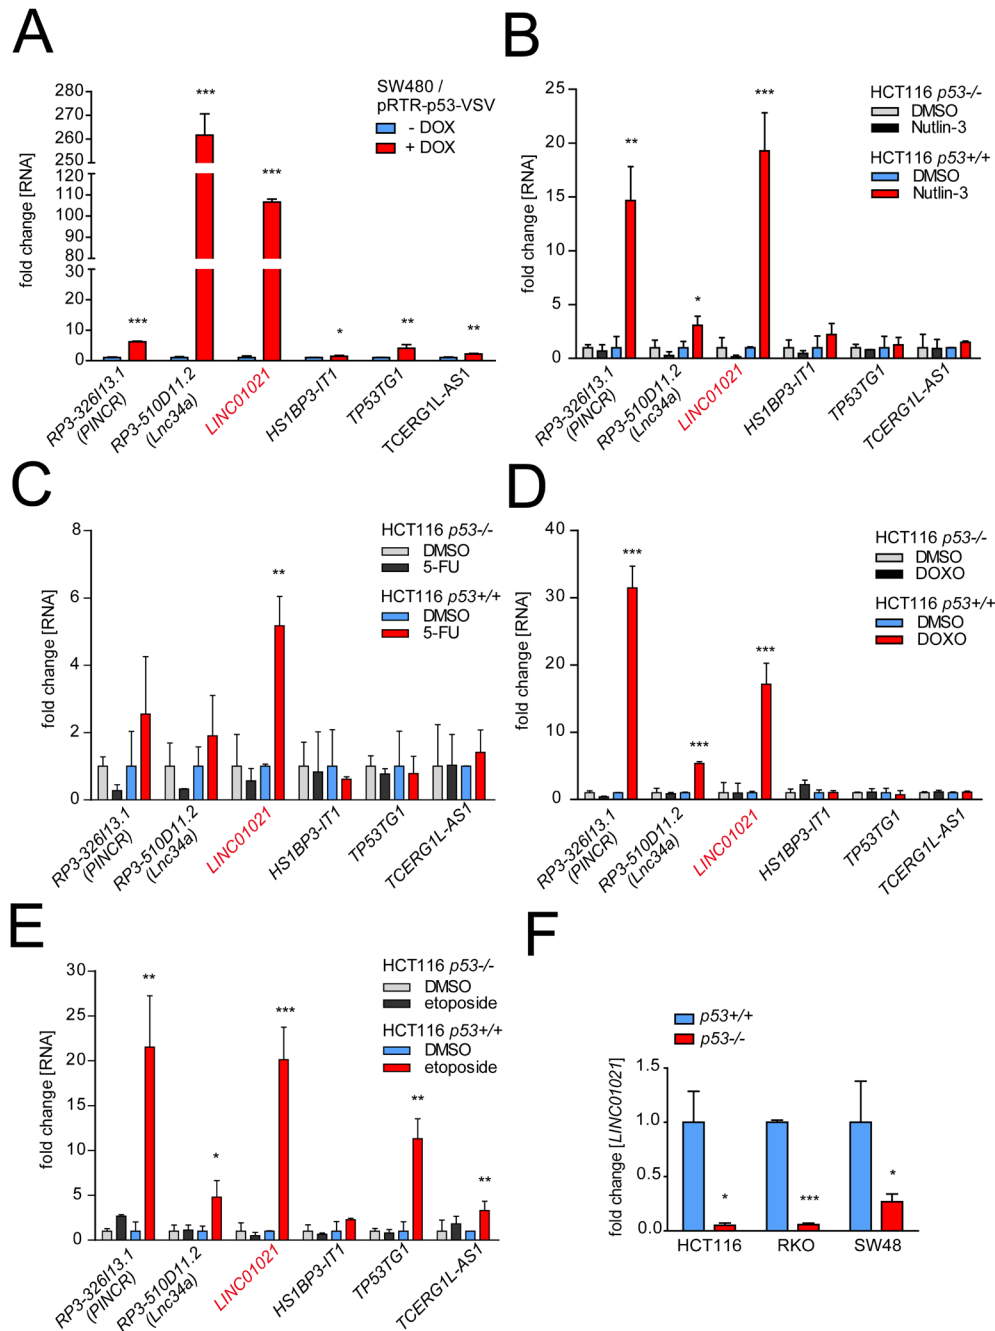 A
SW480 /
pRTR-p53-VSV
- DOX
+ DOX
fold change [RNA]
280
270
260
250
120
110
100
90
80
30
20
10
0
***
***
***
*
**
**
RP3-326I13.1
(PINCR)
RP3-510D11.2
(Lnc34a)
LINC01021
HS1BP3-IT1
TP53TG1
TCERG1L-AS1
B
HCT116 p53-/-
DMSO
Nutlin-3
HCT116 p53+/+
DMSO
Nutlin-3
fold change [RNA]
25
20
15
10
5
0
**
*
***
RP3-326I13.1
(PINCR)
RP3-510D11.2
(Lnc34a)
LINC01021
HS1BP3-IT1
TP53TG1
TCERG1L-AS1
C
HCT116 p53-/-
DMSO
5-FU
HCT116 p53+/+
DMSO
5-FU
fold change [RNA]
8
6
4
2
0
**
RP3-326I13.1
(PINCR)
RP3-510D11.2
(Lnc34a)
LINC01021
HS1BP3-IT1
TP53TG1
TCERG1L-AS1
D
HCT116 p53-/-
DMSO
DOXO
HCT116 p53+/+
DMSO
DOXO
fold change [RNA]
40
30
20
10
0
***
***
***
RP3-326I13.1
(PINCR)
RP3-510D11.2
(Lnc34a)
LINC01021
HS1BP3-IT1
TP53TG1
TCERG1L-AS1
E
HCT116 p53-/-
DMSO
etoposide
HCT116 p53+/+
DMSO
etoposide
fold change [RNA]
30
25
20
15
10
5
0
**
*
***
**
**
RP3-326I13.1
(PINCR)
RP3-510D11.2
(Lnc34a)
LINC01021
HS1BP3-IT1
TP53TG1
TCERG1L-AS1
F
p53+/+
p53-/-
fold change [LINC01021]
1.5
1.0
0.5
0.0
*
***
*
HCT116
RKO
SW48